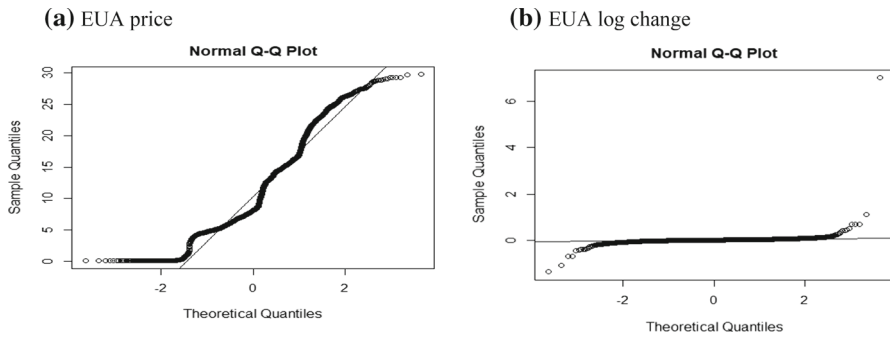 (a) EUA price
Normal Q-Q Plot
Sample Quantiles
30
25
20
15
10
5
0
-2
0
2
Theoretical Quantiles
(b) EUA log change
Normal Q-Q Plot
Sample Quantiles
6
4
2
0
-2
0
2
Theoretical Quantiles